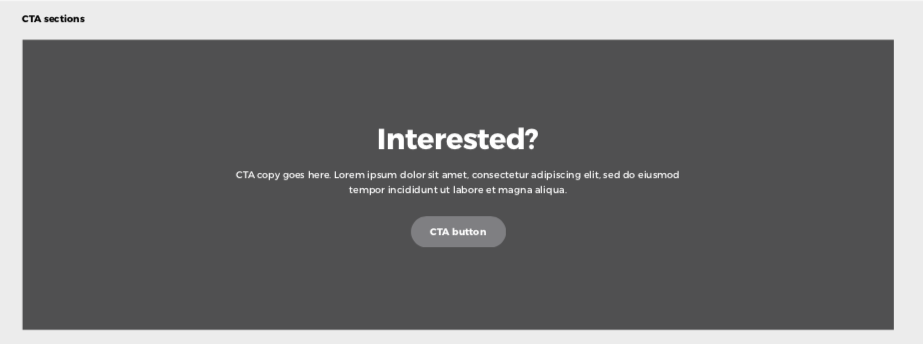 CTA sections
Interested?
CTA copy goes here. Lorem ipsum dolor sit amet, consectetur adipiscing elit, sed do eiusmod
tempor incididunt ut labore et magna aliqua.
CTA button